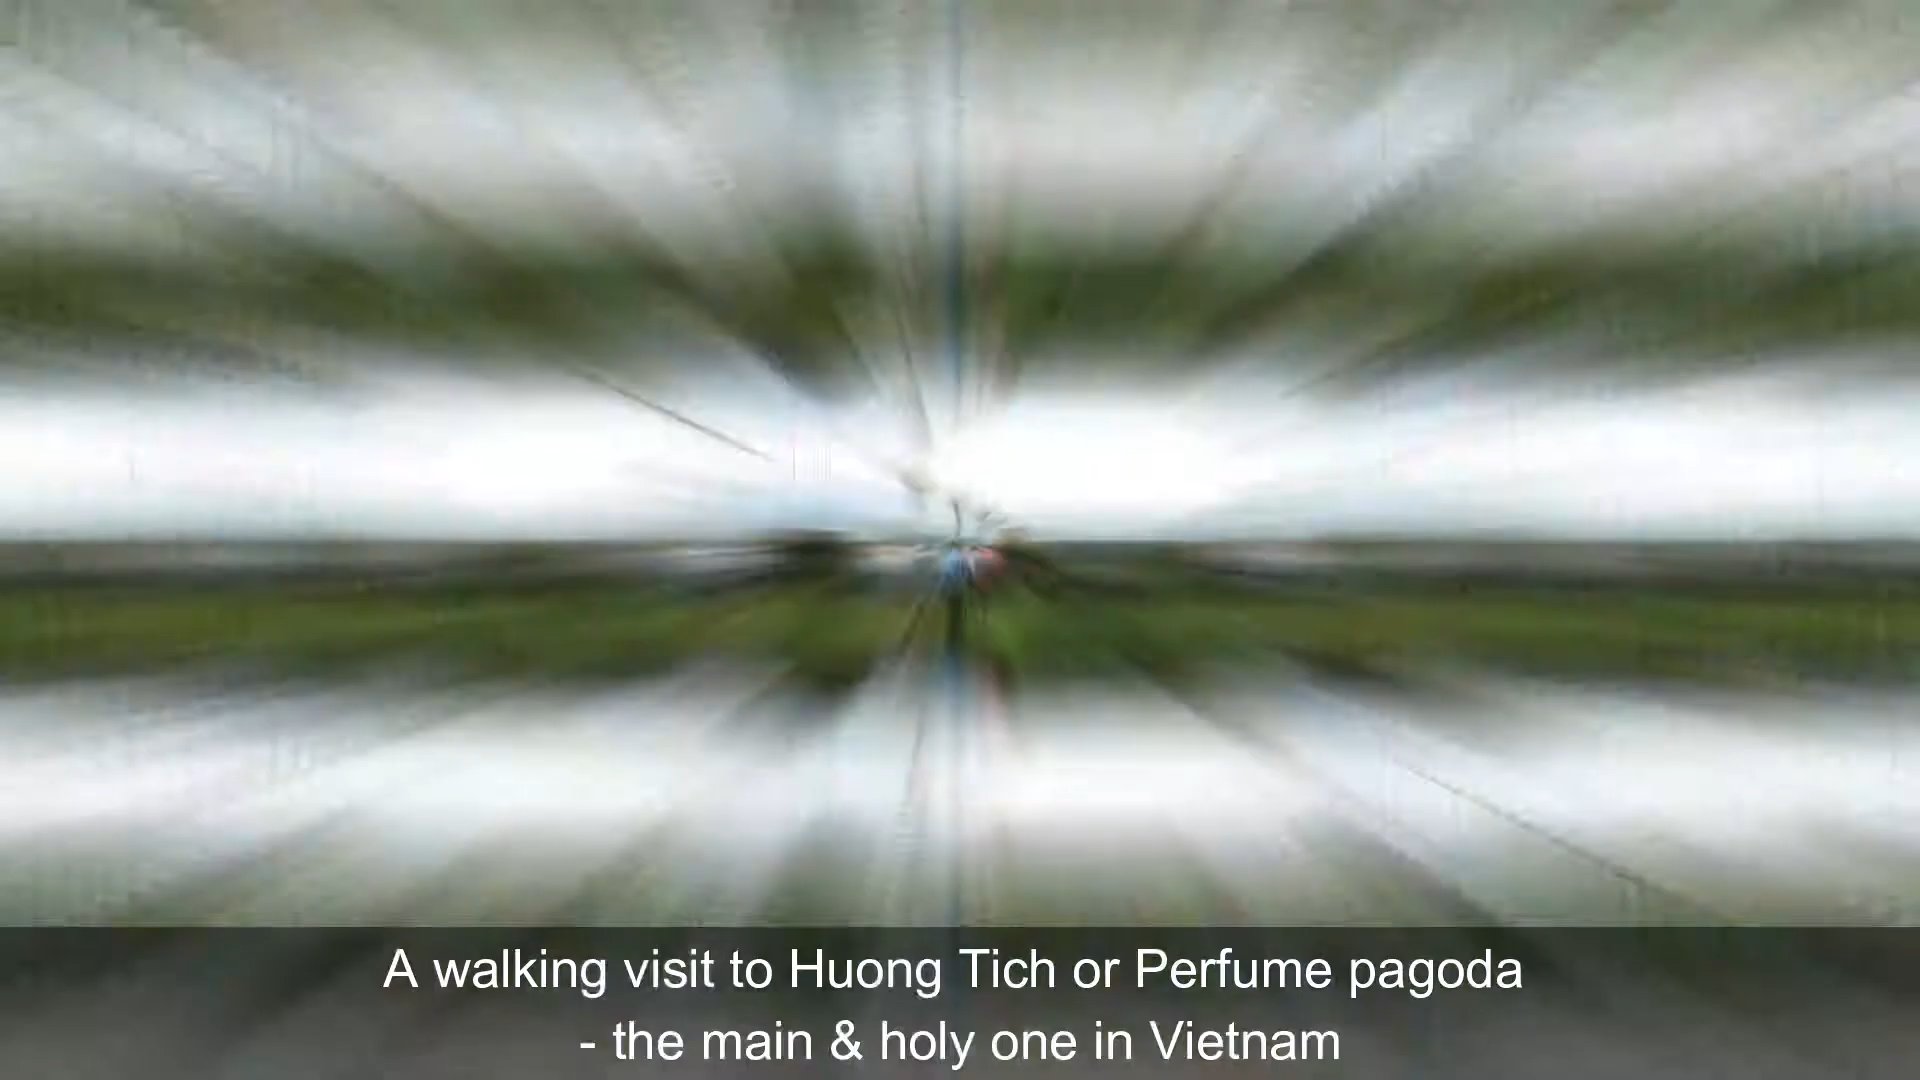 A walking visit to Huong Tich or Perfume pagoda
- the main & holy one in Vietnam